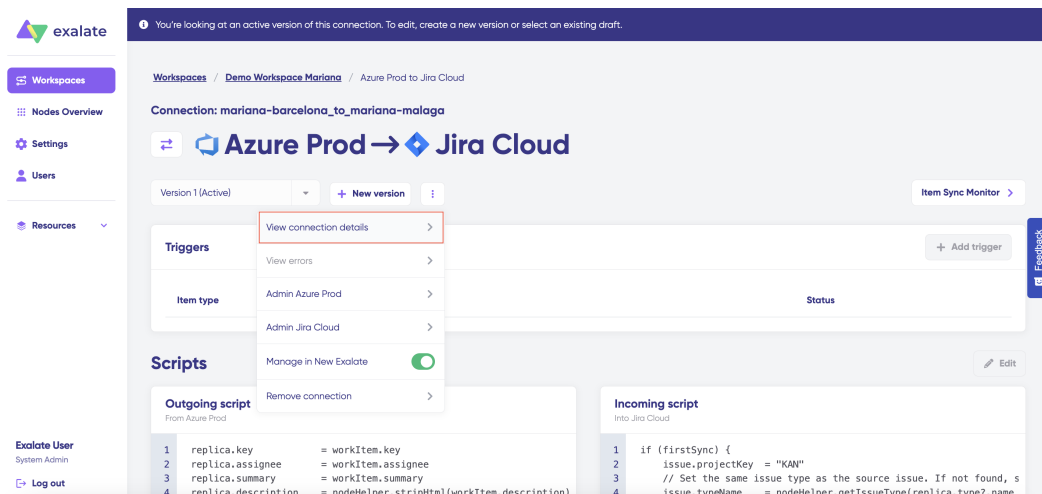 exalate
You're looking at an active version of this connection. To edit, create a new version or select an existing draft.
Workspaces
Nodes Overview
Settings
Users
Resources
Exalate User
System Admin
Log out
Workspaces / Demo Workspace Mariana / Azure Prod to Jira Cloud
Connection: mariana-barcelona_to_mariana-malaga
Azure Prod → Jira Cloud
Version 1 (Active)
+ New version
Item Sync Monitor
View connection details
View errors
Admin Azure Prod
Admin Jira Cloud
Manage in New Exalate
Remove connection
Triggers
+ Add trigger
Item type
Status
Feedback
Scripts
Edit
Outgoing script
From Azure Prod
1 replica.key = workItem.key
2 replica.assignee = workItem.assignee
3 replica.summary = workItem.summary
4 replica.description = nodeHelper.stripHtml(workItem.description)
Incoming script
Into Jira Cloud
1 if (firstSync) {
2 issue.projectKey = "KAN"
3 // Set the same issue type as the source issue. If not found, s
4 issue.typeName = nodeHelper.getIssueType(replica.type?.name